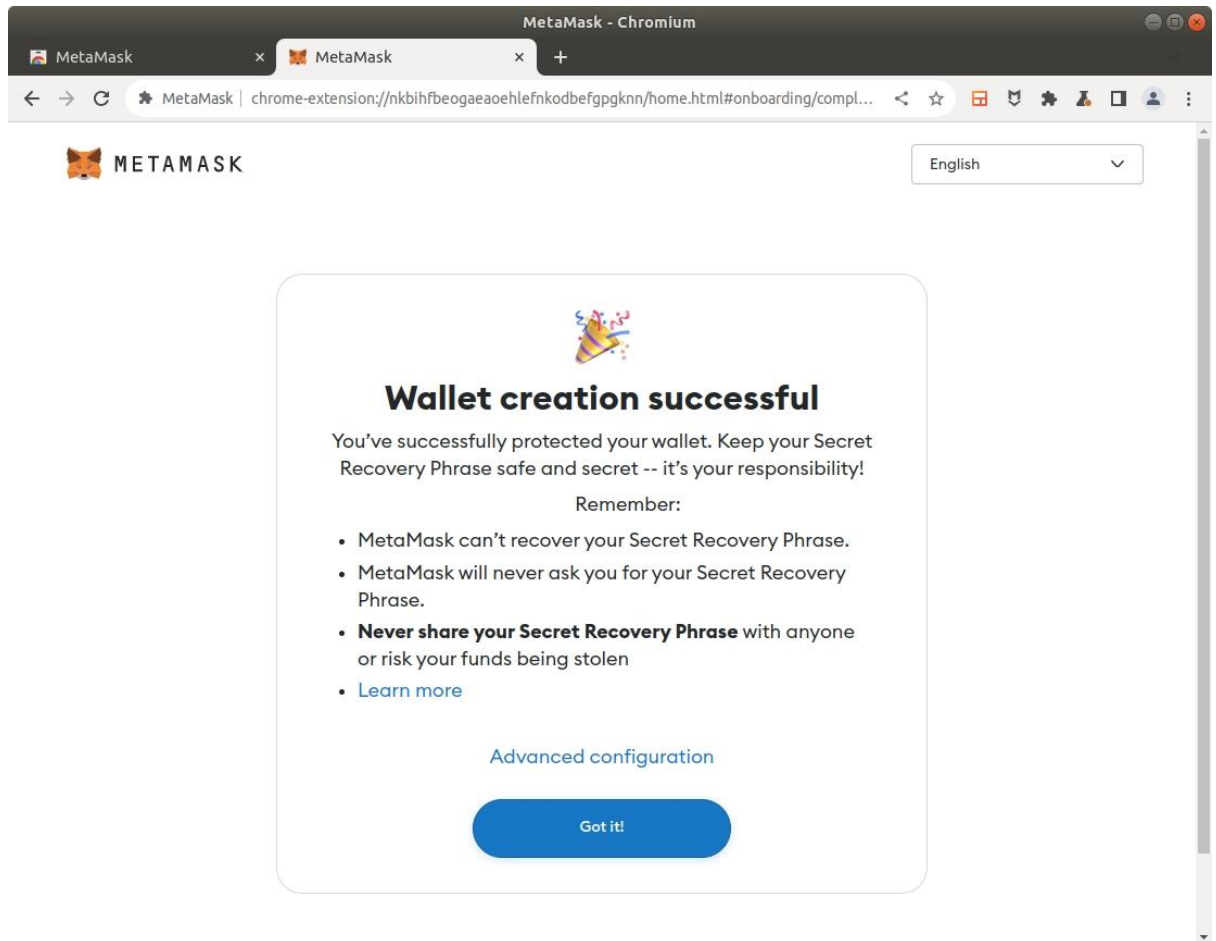 MetaMask - Chromium
MetaMask
MetaMask
MetaMask | chrome-extension://nkbihfbeogaeaoehlefnkodbefgpgknn/home.html#onboarding/compl...
METAMASK
English
Wallet creation successful
You've successfully protected your wallet. Keep your Secret
Recovery Phrase safe and secret -- it's your responsibility!
Remember:
• MetaMask can't recover your Secret Recovery Phrase.
• MetaMask will never ask you for your Secret Recovery
Phrase.
• Never share your Secret Recovery Phrase with anyone
or risk your funds being stolen
• Learn more
Advanced configuration
Got it!